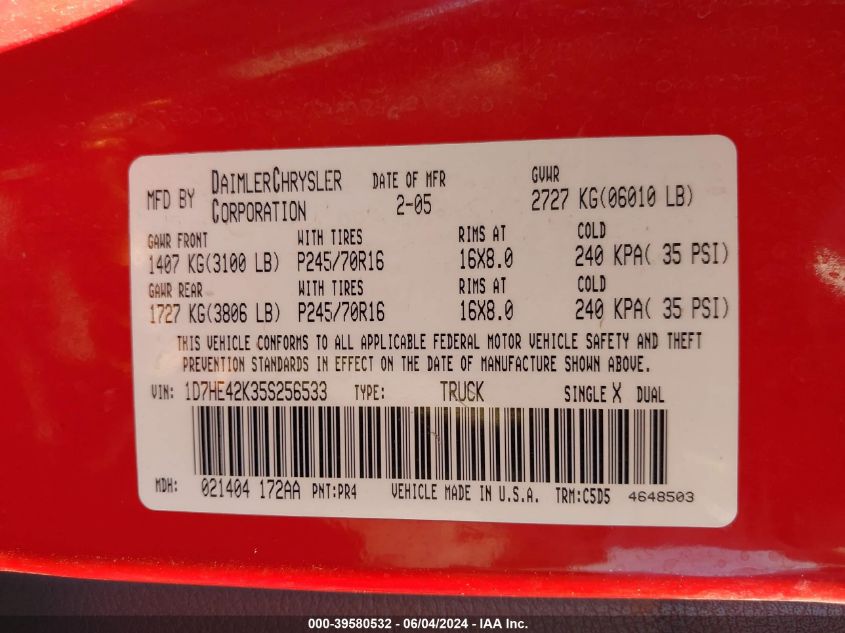 MFD BY DAIMLERCHRYSLER CORPORATION DATE OF MFR 2-05 GVWR 2727 KG(06010 LB)
GAWR FRONT WITH TIRES RIMS AT COLD
1407 KG(3100 LB) P245/70R16 16X8.0 240 KPA( 35 PSI)
GAWR REAR WITH TIRES RIMS AT COLD
1727 KG(3806 LB) P245/70R16 16X8.0 240 KPA( 35 PSI)
THIS VEHICLE CONFORMS TO ALL APPLICABLE FEDERAL MOTOR VEHICLE SAFETY AND THEFT
PREVENTION STANDARDS IN EFFECT ON THE DATE OF MANUFACTURE SHOWN ABOVE.
VIN: 1D7HE42K35S256533 TYPE: TRUCK SINGLE X DUAL
MDH: 021404 172AA PNT:PR4 VEHICLE MADE IN U.S.A. TRM:C5D5 4648503
000-39580532 - 06/04/2024 - IAA Inc.